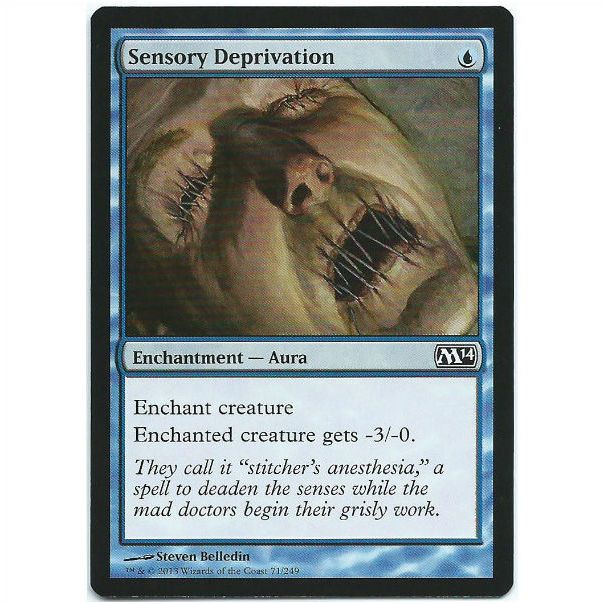 Sensory Deprivation
Enchantment — Aura
M14
Enchant creature
Enchanted creature gets -3/-0.
They call it “stitcher’s anesthesia,” a
spell to deaden the senses while the
mad doctors begin their grisly work.
Steven Belledin
™ & © 2013 Wizards of the Coast 71/249